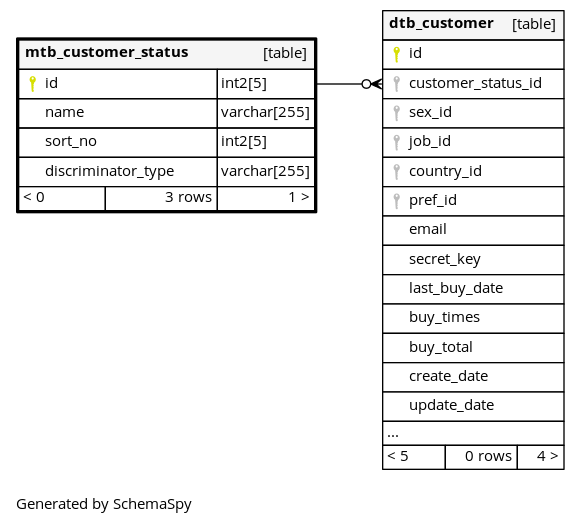 mtb_customer_status [table]
id int2[5]
name varchar[255]
sort_no int2[5]
discriminator_type varchar[255]
< 0 3 rows 1 >
dtb_customer [table]
id
customer_status_id
sex_id
job_id
country_id
pref_id
email
secret_key
last_buy_date
buy_times
buy_total
create_date
update_date
...
< 5 0 rows 4 >
Generated by SchemaSpy